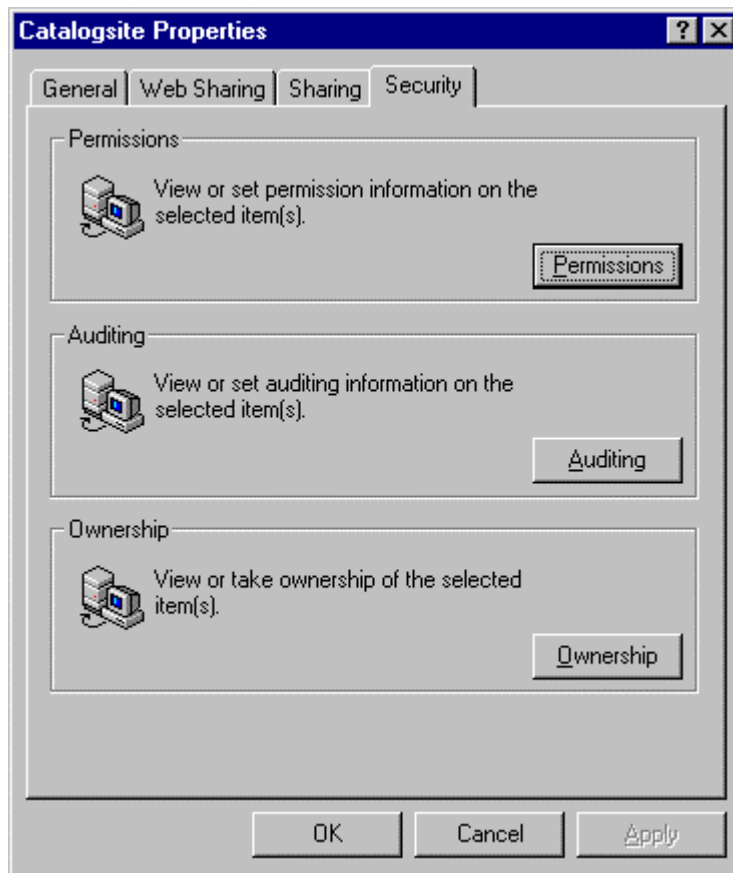 Catalogsite Properties
General Web Sharing Sharing Security
Permissions
View or set permission information on the
selected item(s).
Permissions
Auditing
View or set auditing information on the
selected item(s).
Auditing
Ownership
View or take ownership of the selected
item(s).
Ownership
OK Cancel Apply